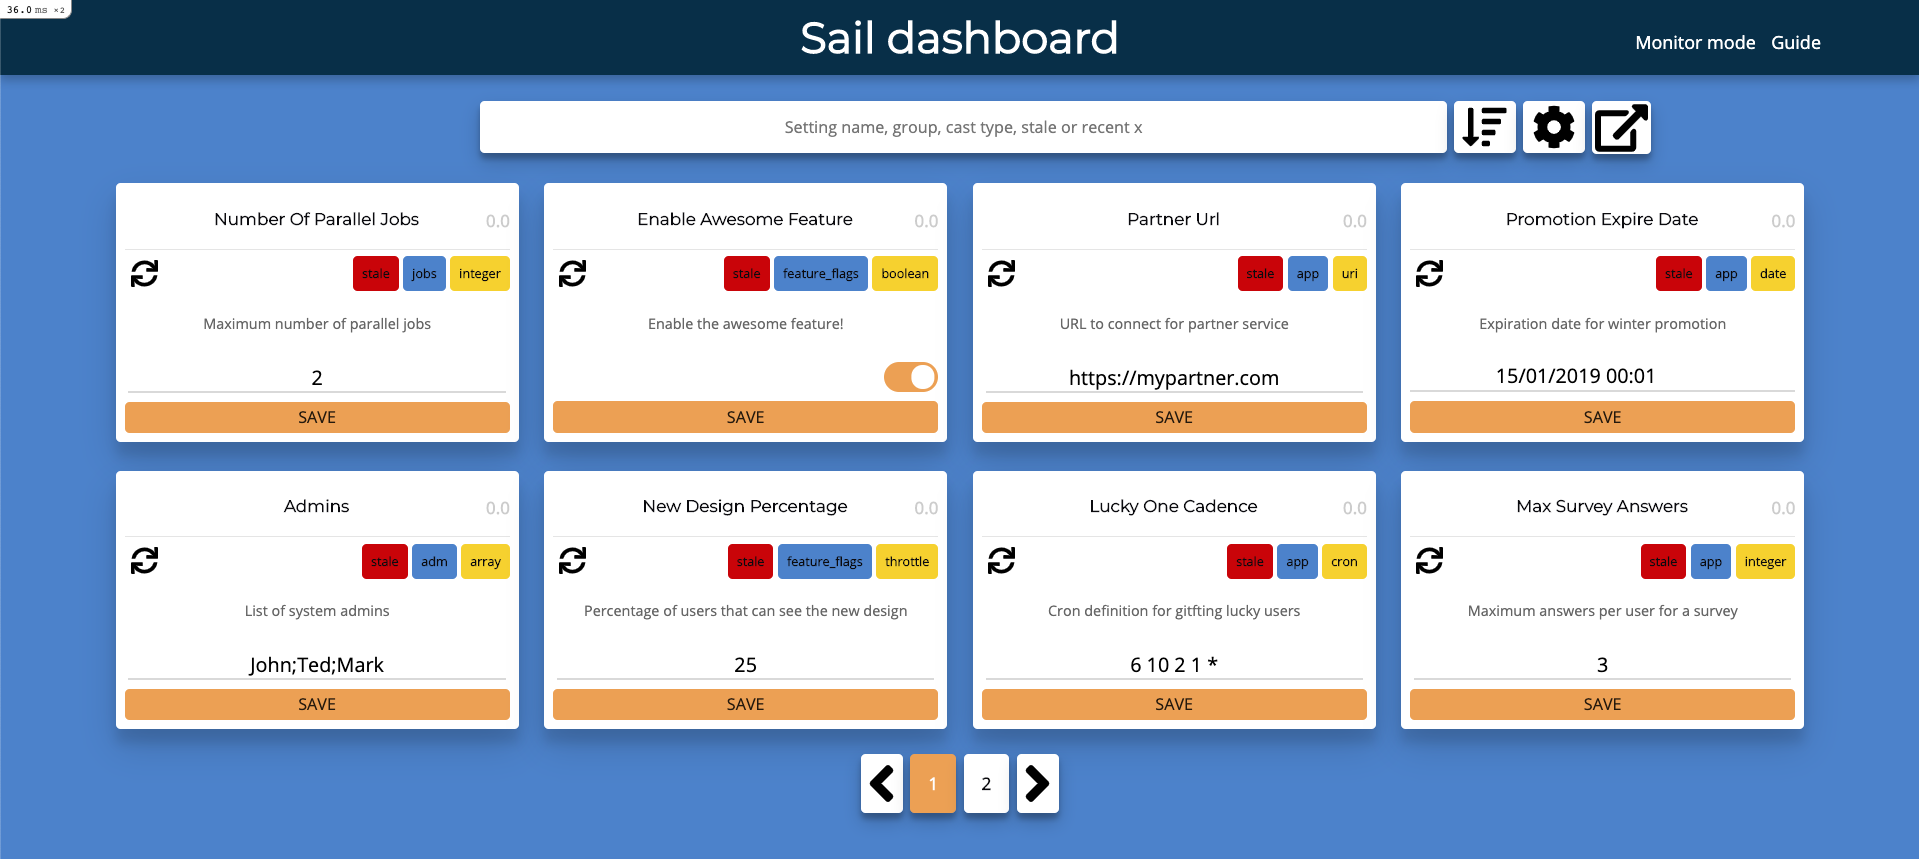 36.0 ms ×2
Sail dashboard
Monitor mode Guide
Setting name, group, cast type, stale or recent x
Number Of Parallel Jobs 0.0
stale jobs integer
Maximum number of parallel jobs
2
SAVE
Enable Awesome Feature 0.0
stale feature_flags boolean
Enable the awesome feature!
SAVE
Partner Url 0.0
stale app uri
URL to connect for partner service
https://mypartner.com
SAVE
Promotion Expire Date 0.0
stale app date
Expiration date for winter promotion
15/01/2019 00:01
SAVE
Admins 0.0
stale adm array
List of system admins
John;Ted;Mark
SAVE
New Design Percentage 0.0
stale feature_flags throttle
Percentage of users that can see the new design
25
SAVE
Lucky One Cadence 0.0
stale app cron
Cron definition for gitfting lucky users
6 10 2 1 *
SAVE
Max Survey Answers 0.0
stale app integer
Maximum answers per user for a survey
3
SAVE
1 2